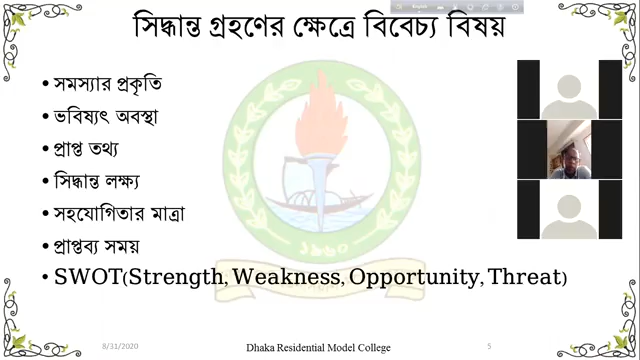 সিদ্ধান্ত গ্রহণের ক্ষেত্রে বিবেচ্য বিষয়
• সমস্যার প্রকৃতি
• ভবিষ্যৎ অবস্থা
• প্রাপ্ত তথ্য
• সিদ্ধান্ত লক্ষ্য
• সহযোগিতার মাত্রা
• প্রাপ্তব্য সময়
• SWOT(Strength, Weakness, Opportunity, Threat)
১৯৬০
8/31/2020
Dhaka Residential Model College
5